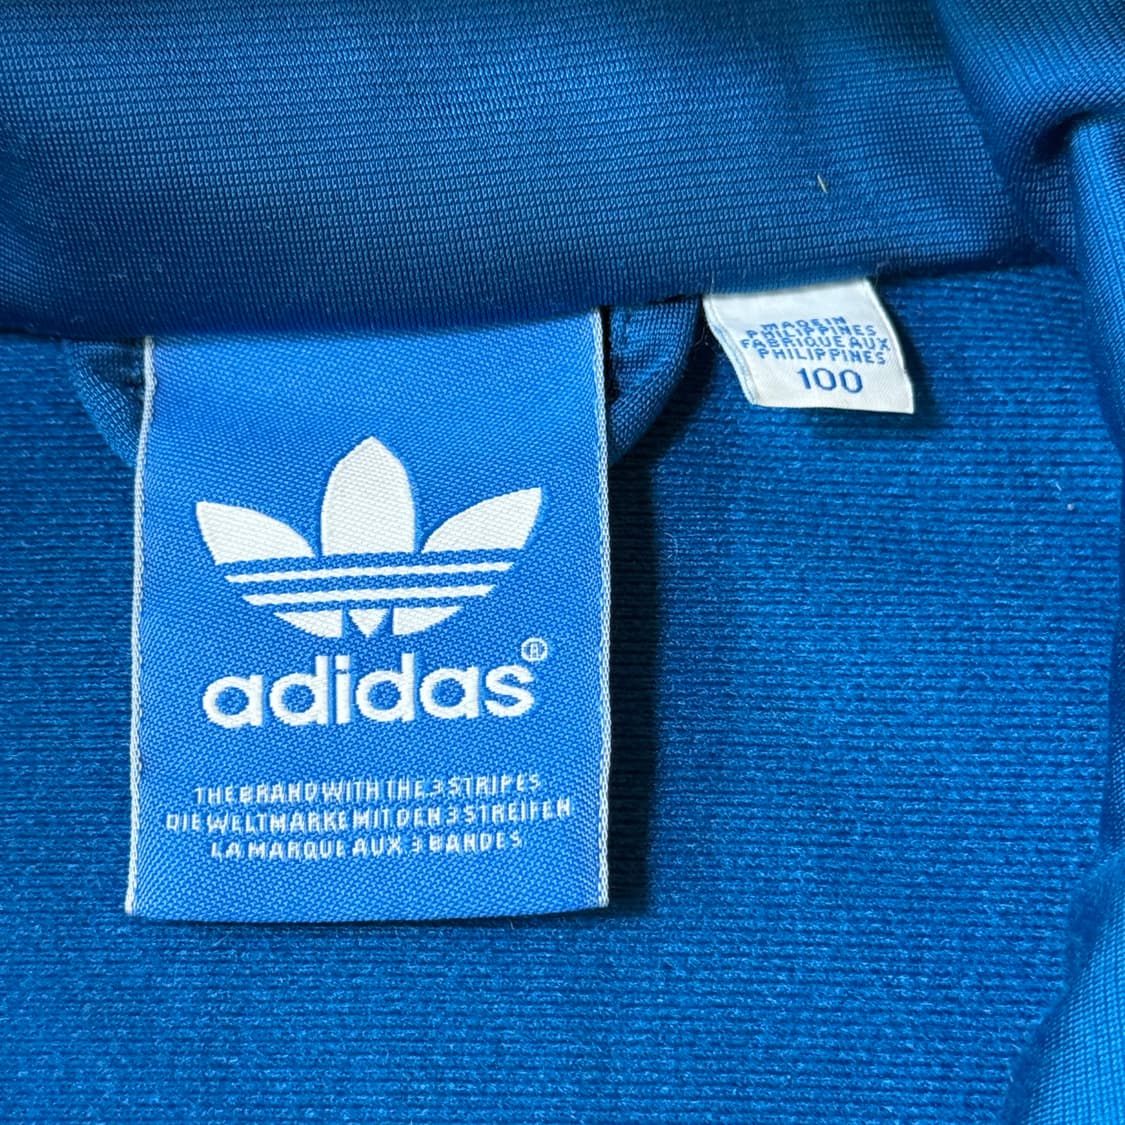 MADE IN
PHILIPPINES
FABRIQUE AUX
PHILIPPINES
100
adidas®
THE BRAND WITH THE 3 STRIPES
DIE WELTMARKE MIT DEN 3 STREIFEN
LA MARQUE AUX 3 BANDES